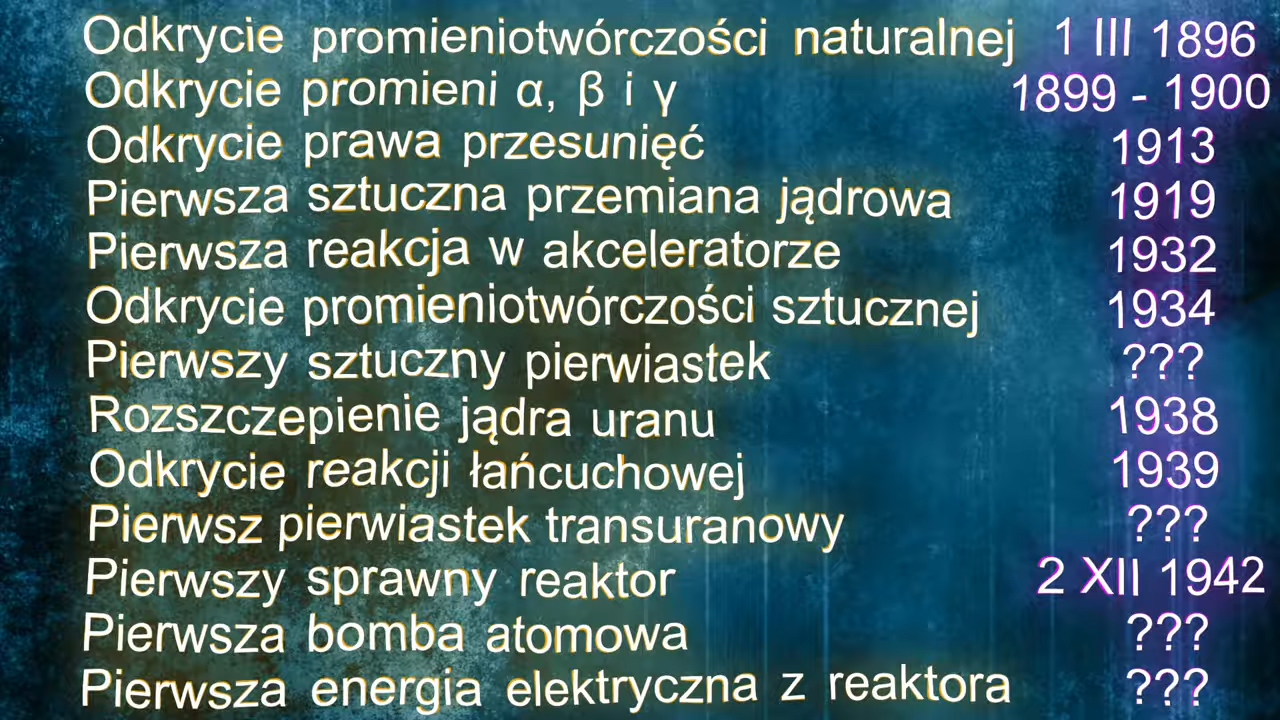 Odkrycie promieniotwórczości naturalnej 1 III 1896
Odkrycie promieni α, β i γ 1899 - 1900
Odkrycie prawa przesunięć 1913
Pierwsza sztuczna przemiana jądrowa 1919
Pierwsza reakcja w akceleratorze 1932
Odkrycie promieniotwórczości sztucznej 1934
Pierwszy sztuczny pierwiastek ???
Rozszczepienie jądra uranu 1938
Odkrycie reakcji łańcuchowej 1939
Pierwsz pierwiastek transuranowy ???
Pierwszy sprawny reaktor 2 XII 1942
Pierwsza bomba atomowa ???
Pierwsza energia elektryczna z reaktora ???